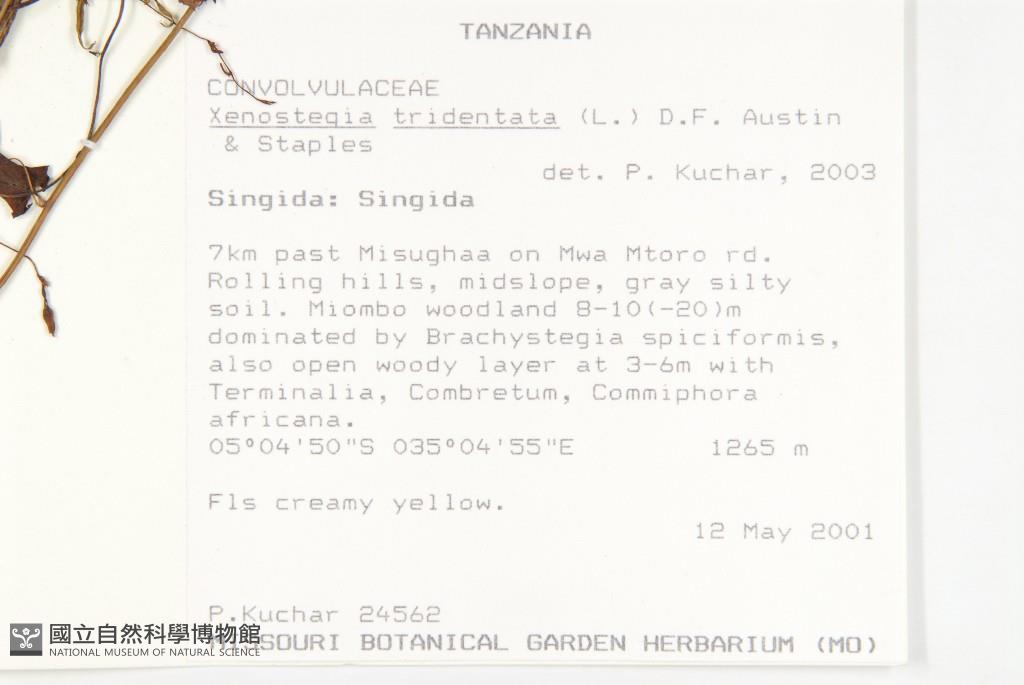 TANZANIA
CONVOLVULACEAE
Xenostegia tridentata (L.) D.F. Austin
& Staples
det. P. Kuchar, 2003
Singida: Singida
7km past Misughaa on Mwa Mtoro rd.
Rolling hills, midslope, gray silty
soil. Miombo woodland 8-10(-20)m
dominated by Brachystegia spiciformis,
also open woody layer at 3-6m with
Terminalia, Combretum, Commiphora
africana.
05°04'50"S 035°04'55"E 1265 m
Fls creamy yellow.
12 May 2001
P.Kuchar 24562
MISSOURI BOTANICAL GARDEN HERBARIUM (MO)
國立自然科學博物館
NATIONAL MUSEUM OF NATURAL SCIENCE